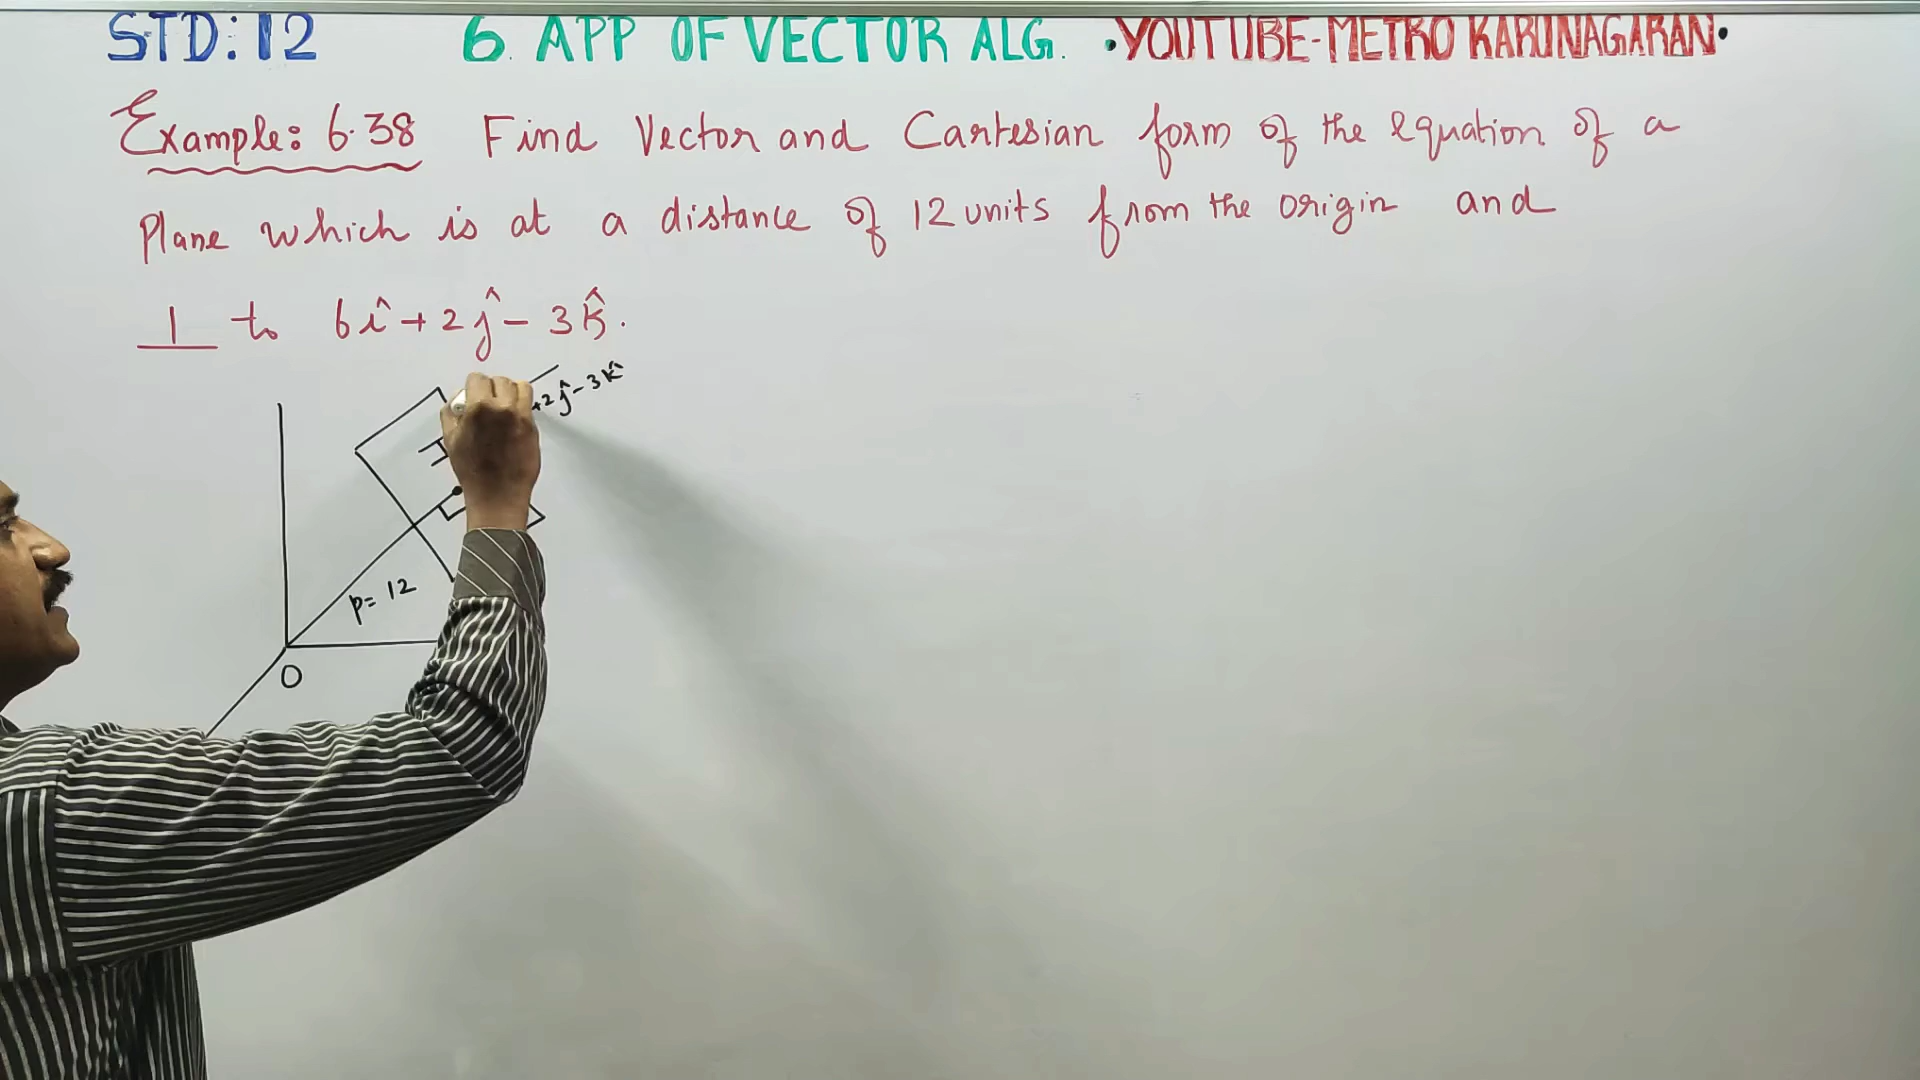 STD: 12 6. APP OF VECTOR ALG. •YOUTUBE-METRO KARUNAGARAN•
Example: 6.38 Find Vector and Cartesian form of the equation of a
Plane which is at a distance of 12 units from the origin and
⊥ to 6î + 2ĵ - 3k̂.
+2ĵ - 3k̂
p= 12
O